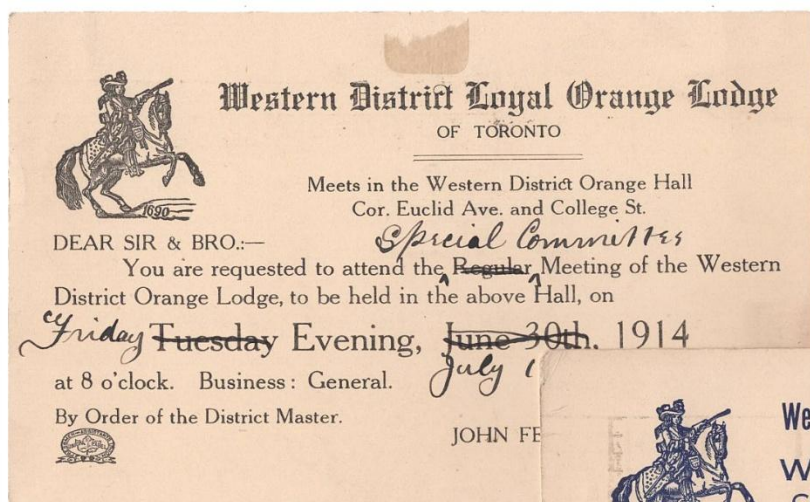 Western District Loyal Orange Lodge
OF TORONTO
Meets in the Western District Orange Hall
Cor. Euclid Ave. and College St.
1690
DEAR SIR & BRO.:—
Special Committee
You are requested to attend the Regular Meeting of the Western
District Orange Lodge, to be held in the above Hall, on
Friday Tuesday Evening, June 30th, 1914
July 1
at 8 o'clock. Business: General.
By Order of the District Master.
JOHN FE
We
W